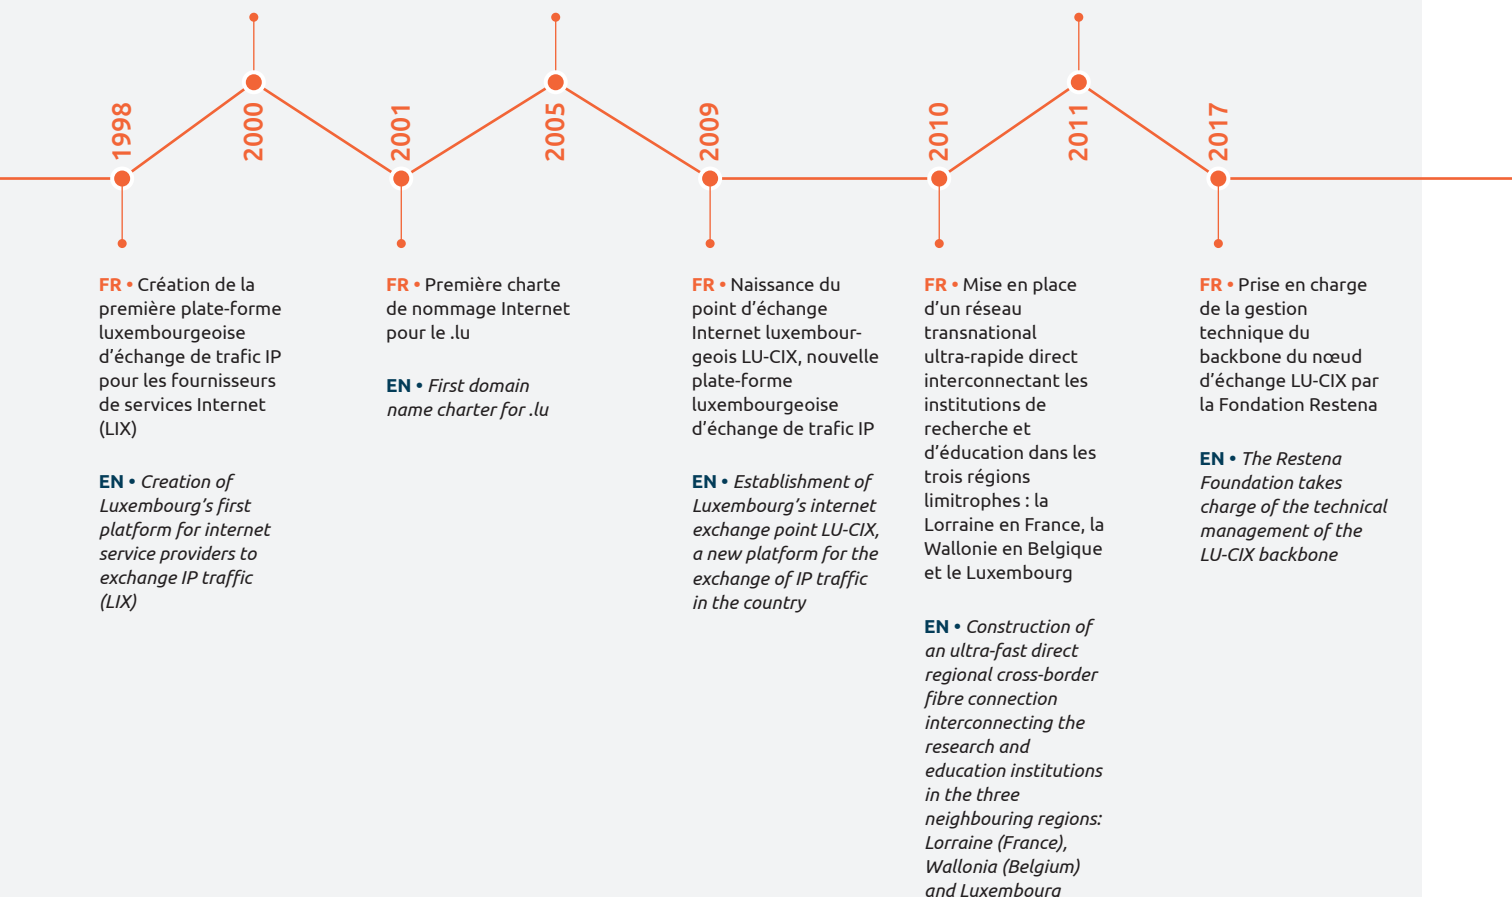 1998
2000
2001
2005
2009
2010
2011
2017
FR • Création de la
première plate-forme
luxembourgeoise
d’échange de trafic IP
pour les fournisseurs
de services Internet
(LIX)
EN • Creation of
Luxembourg’s first
platform for internet
service providers to
exchange IP traffic
(LIX)
FR • Première charte
de nommage Internet
pour le .lu
EN • First domain
name charter for .lu
FR • Naissance du
point d’échange
Internet luxembour-
geois LU-CIX, nouvelle
plate-forme
luxembourgeoise
d’échange de trafic IP
EN • Establishment of
Luxembourg’s internet
exchange point LU-CIX,
a new platform for the
exchange of IP traffic
in the country
FR • Mise en place
d’un réseau
transnational
ultra-rapide direct
interconnectant les
institutions de
recherche et
d’éducation dans les
trois régions
limitrophes : la
Lorraine en France, la
Wallonie en Belgique
et le Luxembourg
EN • Construction of
an ultra-fast direct
regional cross-border
fibre connection
interconnecting the
research and
education institutions
in the three
neighbouring regions:
Lorraine (France),
Wallonia (Belgium)
and Luxembourg
FR • Prise en charge
de la gestion
technique du
backbone du nœud
d’échange LU-CIX par
la Fondation Restena
EN • The Restena
Foundation takes
charge of the technical
management of the
LU-CIX backbone